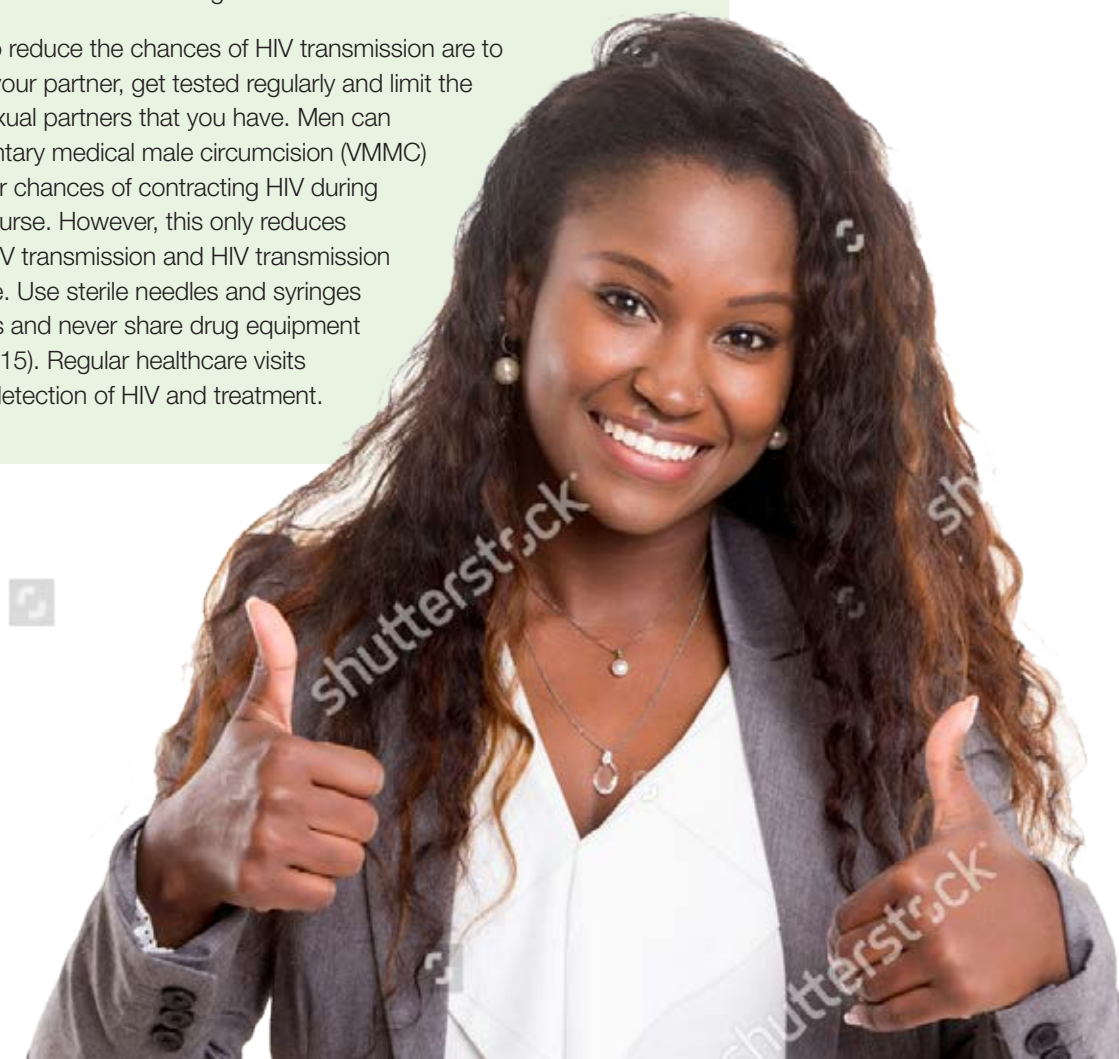 o reduce the chances of HIV transmission are to
your partner, get tested regularly and limit the
xual partners that you have. Men can
ntary medical male circumcision (VMMC)
r chances of contracting HIV during
urse. However, this only reduces
V transmission and HIV transmission
e. Use sterile needles and syringes
s and never share drug equipment
15). Regular healthcare visits
detection of HIV and treatment.
shutterstock
sh
shutterstock